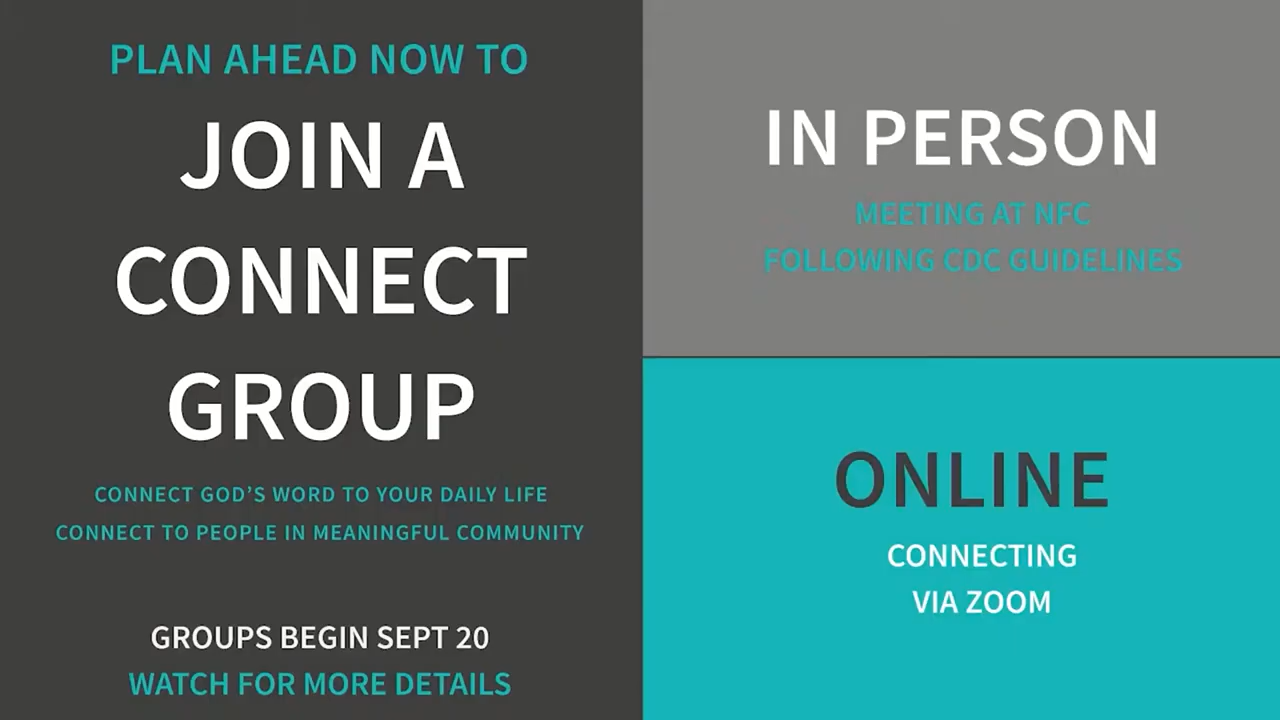 PLAN AHEAD NOW TO
JOIN A
CONNECT
GROUP
CONNECT GOD'S WORD TO YOUR DAILY LIFE
CONNECT TO PEOPLE IN MEANINGFUL COMMUNITY
GROUPS BEGIN SEPT 20
WATCH FOR MORE DETAILS
IN PERSON
MEETING AT NFC
FOLLOWING CDC GUIDELINES
ONLINE
CONNECTING
VIA ZOOM